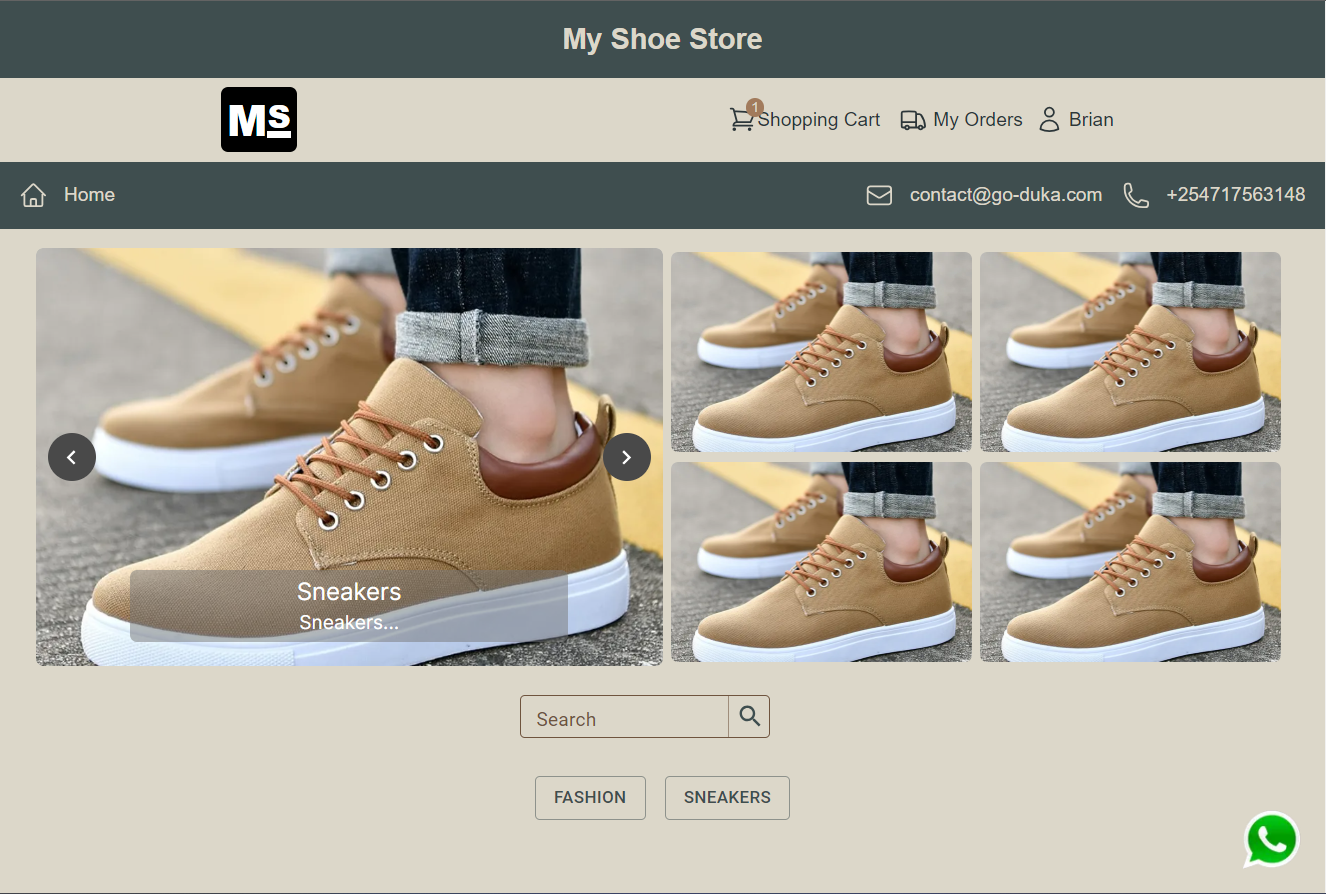 My Shoe Store
MS
1
Shopping Cart
My Orders
Brian
Home
contact@go-duka.com
+254717563148
Sneakers
Sneakers...
Search
FASHION
SNEAKERS